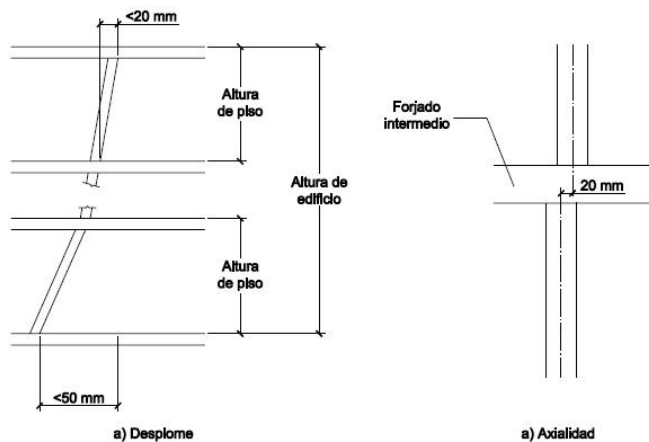 <20 mm
Altura
de piso
Altura de
edificio
Altura
de piso
<50 mm
a) Desplome
Forjado
intermedio
20 mm
a) Axialidad